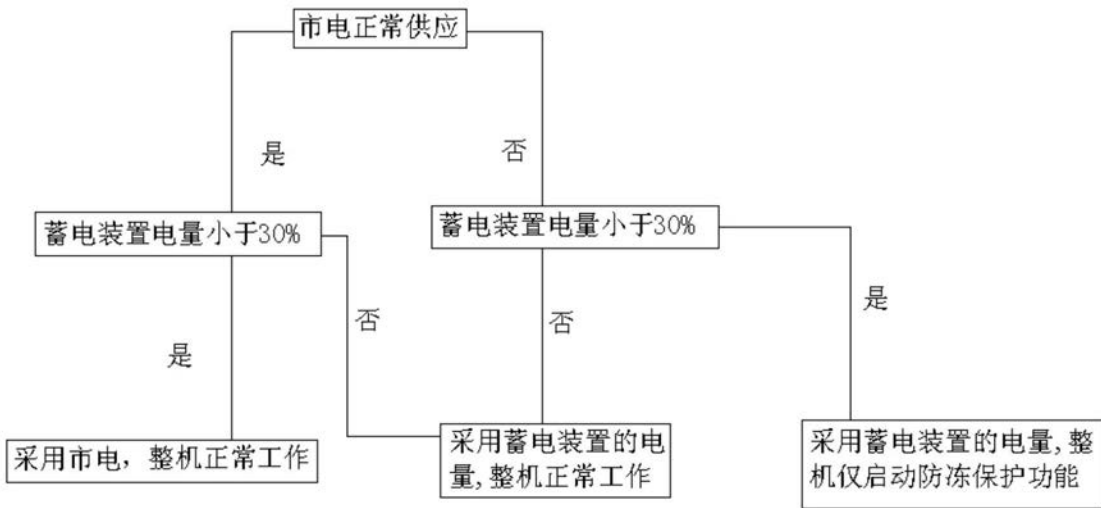 市电正常供应
是
否
蓄电装置电量小于30%
蓄电装置电量小于30%
是
否
否
是
采用市电，整机正常工作
采用蓄电装置的电
量,整机正常工作
采用蓄电装置的电量,整
机仅启动防冻保护功能